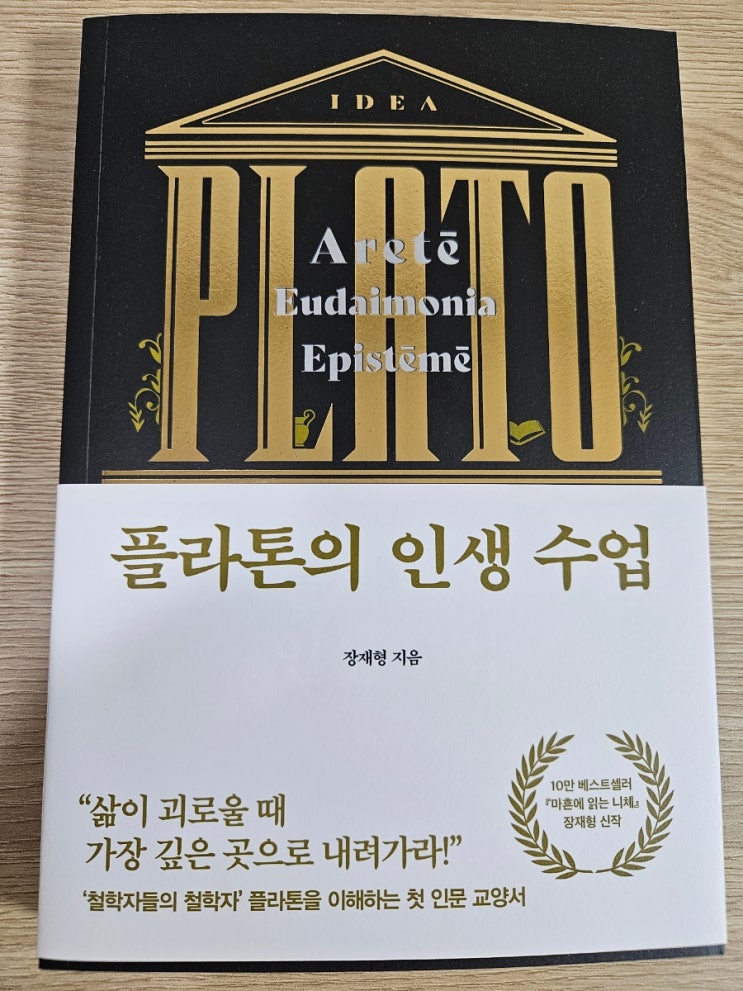 IDEA
PLATO
Aretē
Eudaimonia
Epistēmē
플라톤의 인생 수업
장재형 지음
“삶이 괴로울 때
가장 깊은 곳으로 내려가라!”
‘철학자들의 철학자’ 플라톤을 이해하는 첫 인문 교양서
10만 베스트셀러
『마흔에 읽는 니체』
장재형 신작